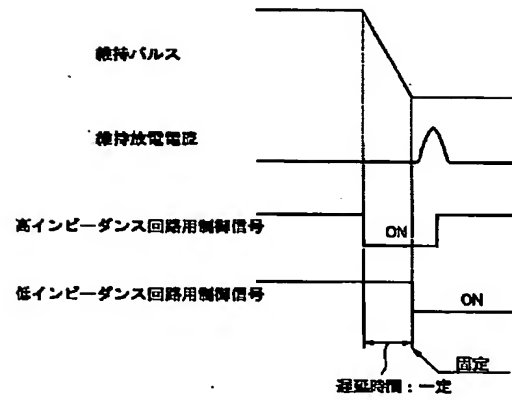 維持パルス
維持放電電流
高インピーダンス回路用制御信号
ON
低インピーダンス回路用制御信号
ON
固定
遅延時間：一定